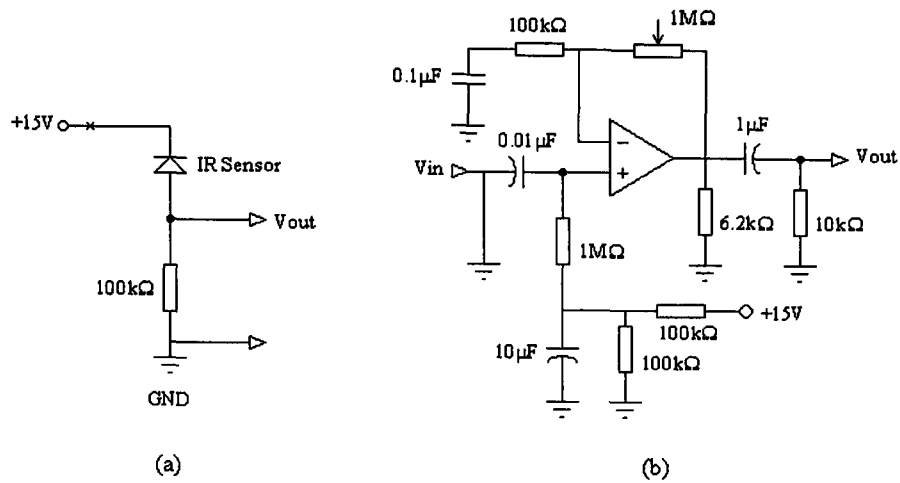 +15V
IR Sensor
Vout
100kΩ
GND
(a)
100kΩ
1MΩ
0.1µF
0.01µF
1µF
Vin
−
+
Vout
6.2kΩ
10kΩ
1MΩ
+15V
100kΩ
10µF
100kΩ
(b)